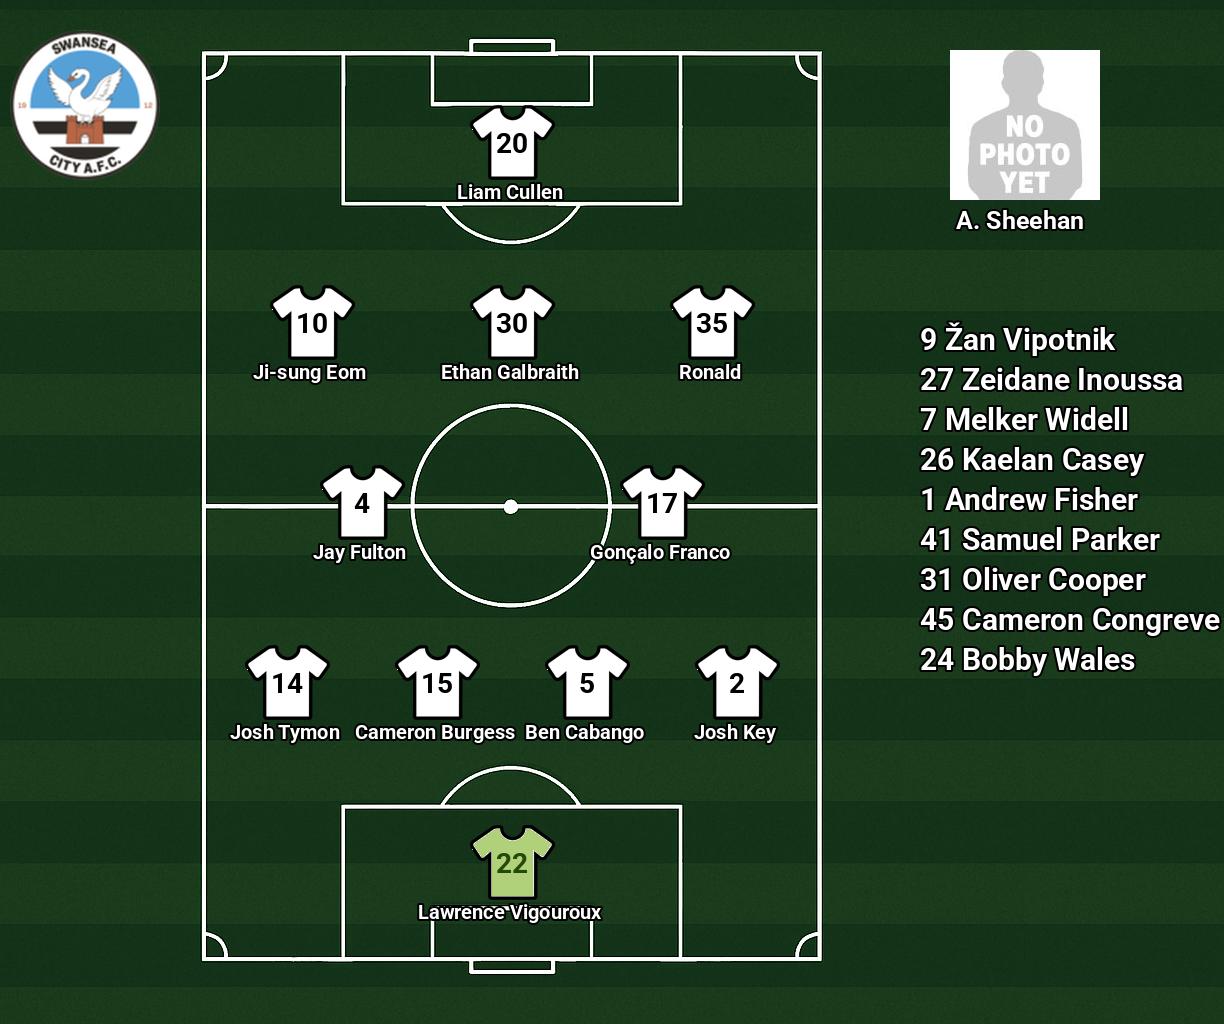 SWANSEA
19 12
CITY A.F.C.
NO
PHOTO
YET
A. Sheehan
20
Liam Cullen
10
Ji-sung Eom
30
Ethan Galbraith
35
Ronald
4
Jay Fulton
17
Gonçalo Franco
14
Josh Tymon
15
Cameron Burgess
5
Ben Cabango
2
Josh Key
22
Lawrence Vigouroux
9 Žan Vipotnik
27 Zeidane Inoussa
7 Melker Widell
26 Kaelan Casey
1 Andrew Fisher
41 Samuel Parker
31 Oliver Cooper
45 Cameron Congreve
24 Bobby Wales